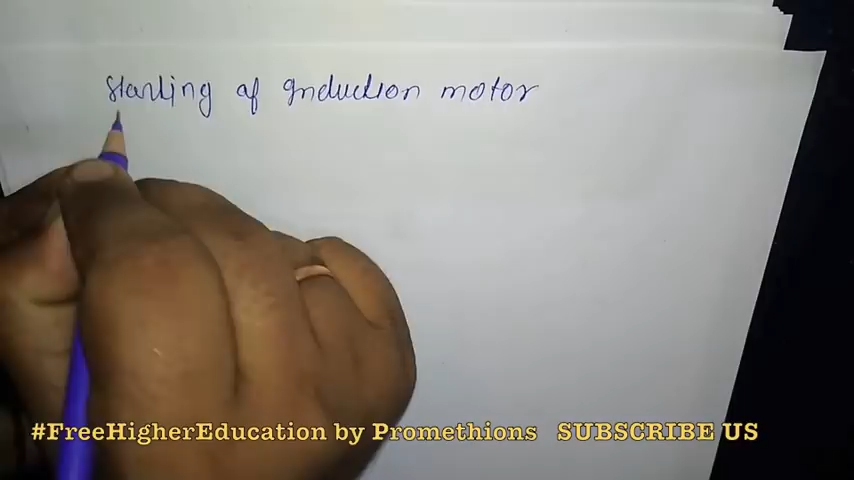 Starting of Induction motor
#FreeHigherEducation by Promethions SUBSCRIBE US